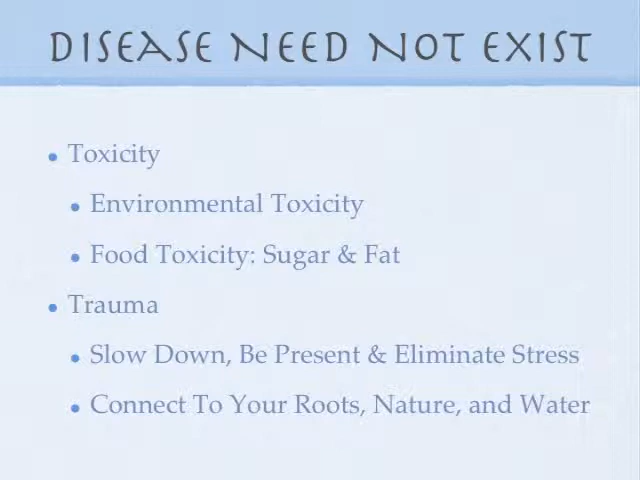 DISEASE NEED NOT EXIST
• Toxicity
• Environmental Toxicity
• Food Toxicity: Sugar & Fat
• Trauma
• Slow Down, Be Present & Eliminate Stress
• Connect To Your Roots, Nature, and Water